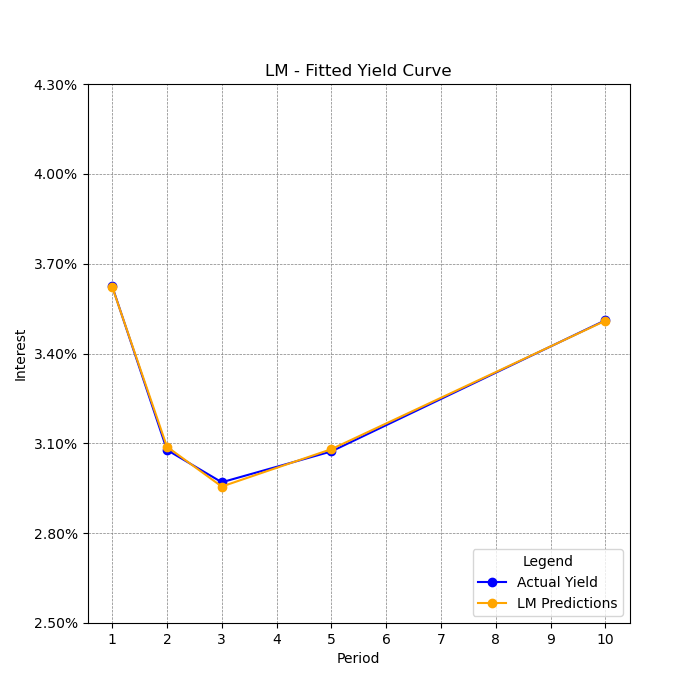 LM - Fitted Yield Curve
4.30%
4.00%
3.70%
3.40%
3.10%
2.80%
2.50%
Interest
1 2 3 4 5 6 7 8 9 10
Period
Legend
Actual Yield
LM Predictions